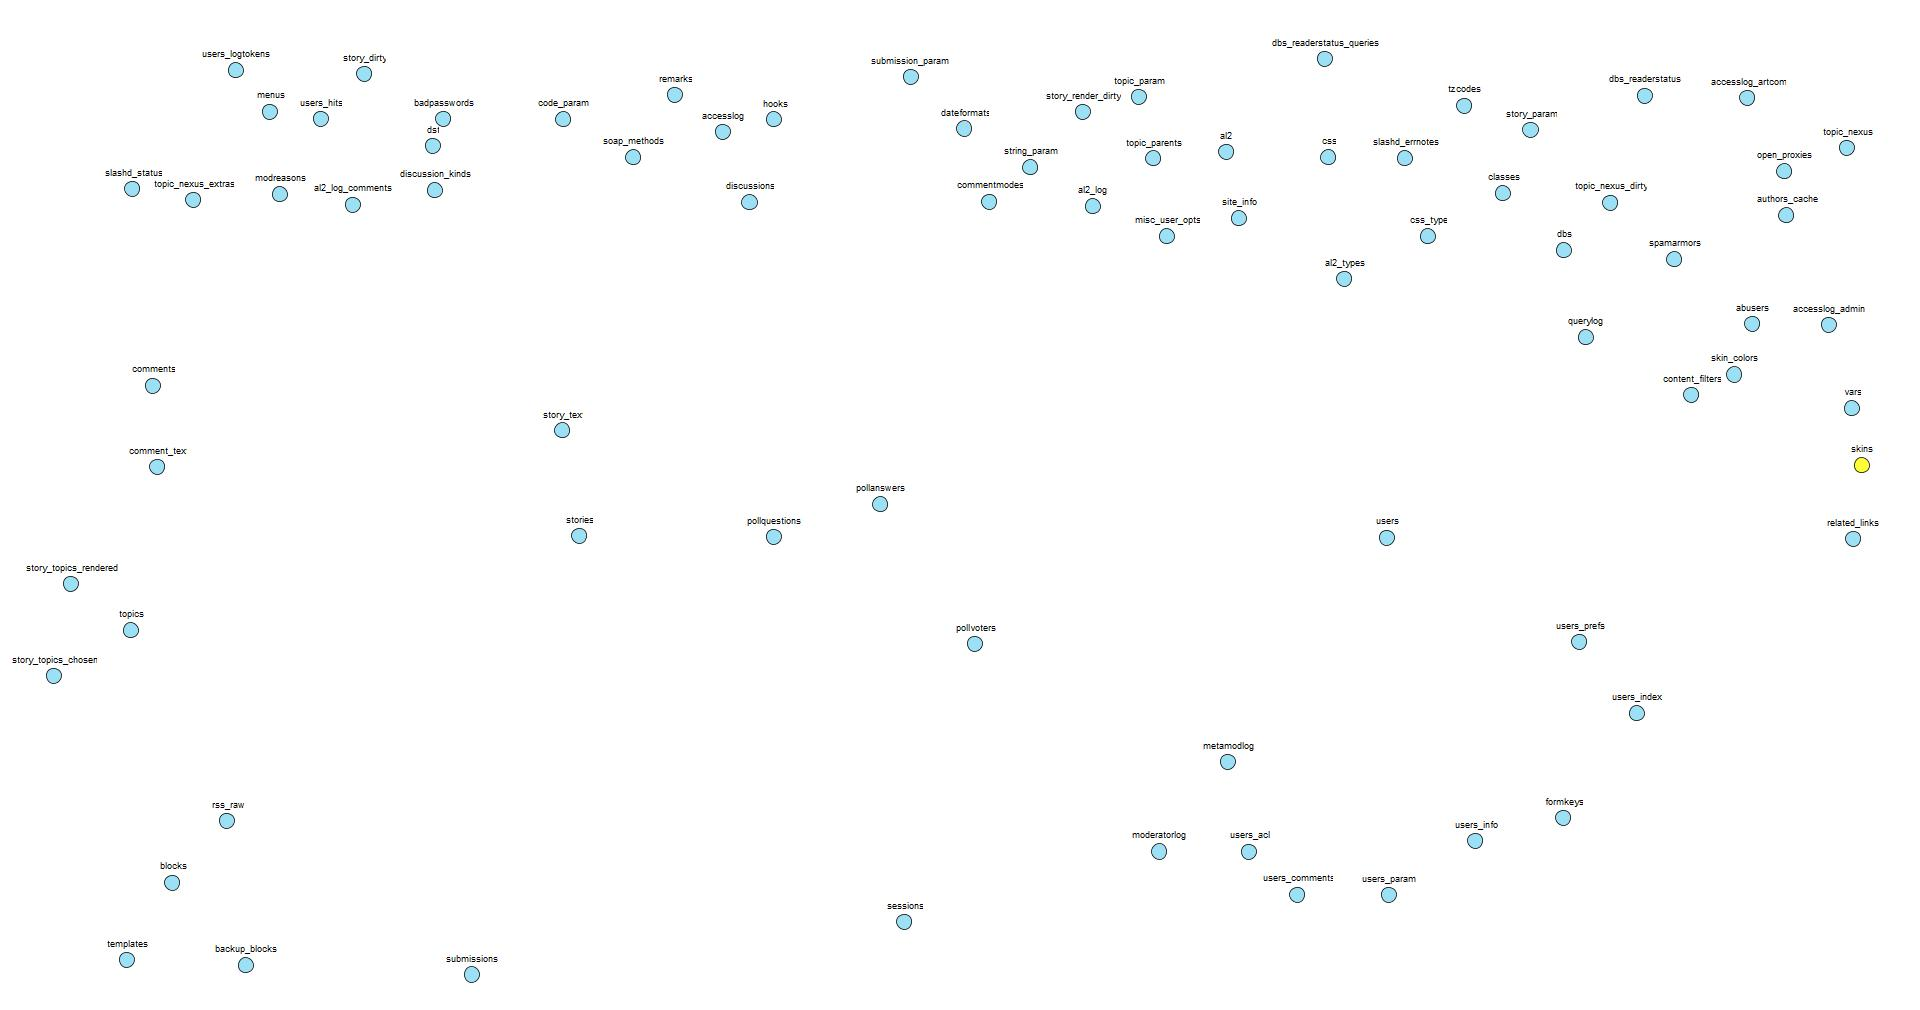 dbs_readerstatus_queries
users_logtokens
story_dirty
submission_param
remarks
topic_param
dbs_readerstatus
accesslog_artcom
tzcodes
menus
users_hits
badpasswords
code_param
hooks
story_render_dirty
accesslog
dateformats
story_param
dst
topic_nexus
al2
soap_methods
css
slashd_errnotes
topic_parents
string_param
open_proxies
slashd_status
discussion_kinds
modreasons
classes
topic_nexus_extras
al2_log_comments
discussions
commentmodes
al2_log
topic_nexus_dirty
authors_cache
site_info
misc_user_opts
css_type
dbs
spamarmors
al2_types
abusers
accesslog_admin
querylog
skin_colors
comments
content_filters
vars
story_tex
comment_tex
skins
pollanswers
stories
pollquestions
users
related_links
story_topics_rendered
topics
pollvoters
users_prefs
story_topics_chosen
users_index
metamodlog
rss_raw
formkeys
users_info
moderatorlog
users_acl
blocks
users_comments
users_param
sessions
templates
backup_blocks
submissions